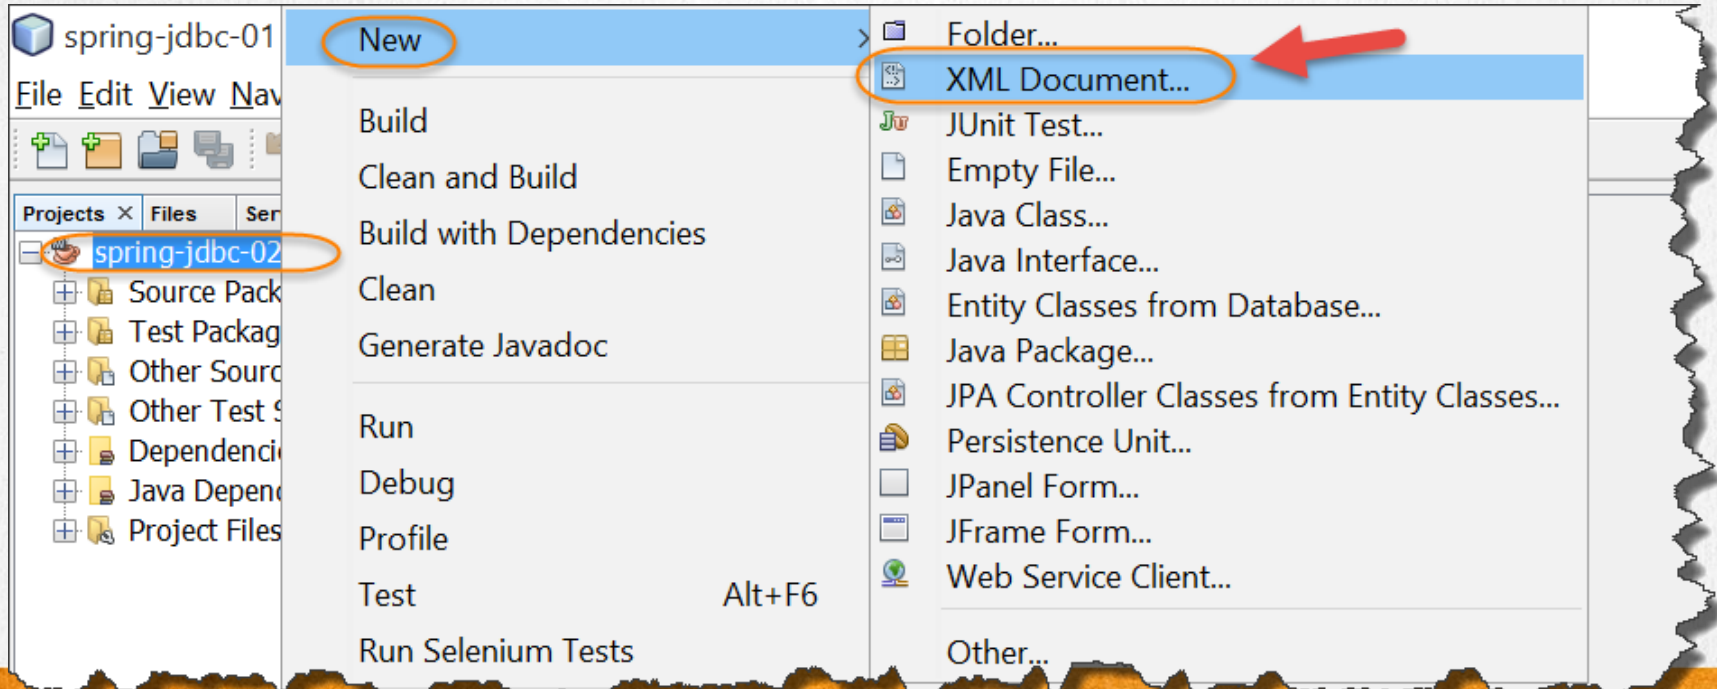 spring-jdbc-01
File Edit View Nav
Projects Files Ser
spring-jdbc-02
Source Pack
Test Packag
Other Sourc
Other Test S
Dependenci
Java Depend
Project Files
New
Build
Clean and Build
Build with Dependencies
Clean
Generate Javadoc
Run
Debug
Profile
Test Alt+F6
Run Selenium Tests
Folder...
XML Document...
JUnit Test...
Empty File...
Java Class...
Java Interface...
Entity Classes from Database...
Java Package...
JPA Controller Classes from Entity Classes...
Persistence Unit...
JPanel Form...
JFrame Form...
Web Service Client...
Other...